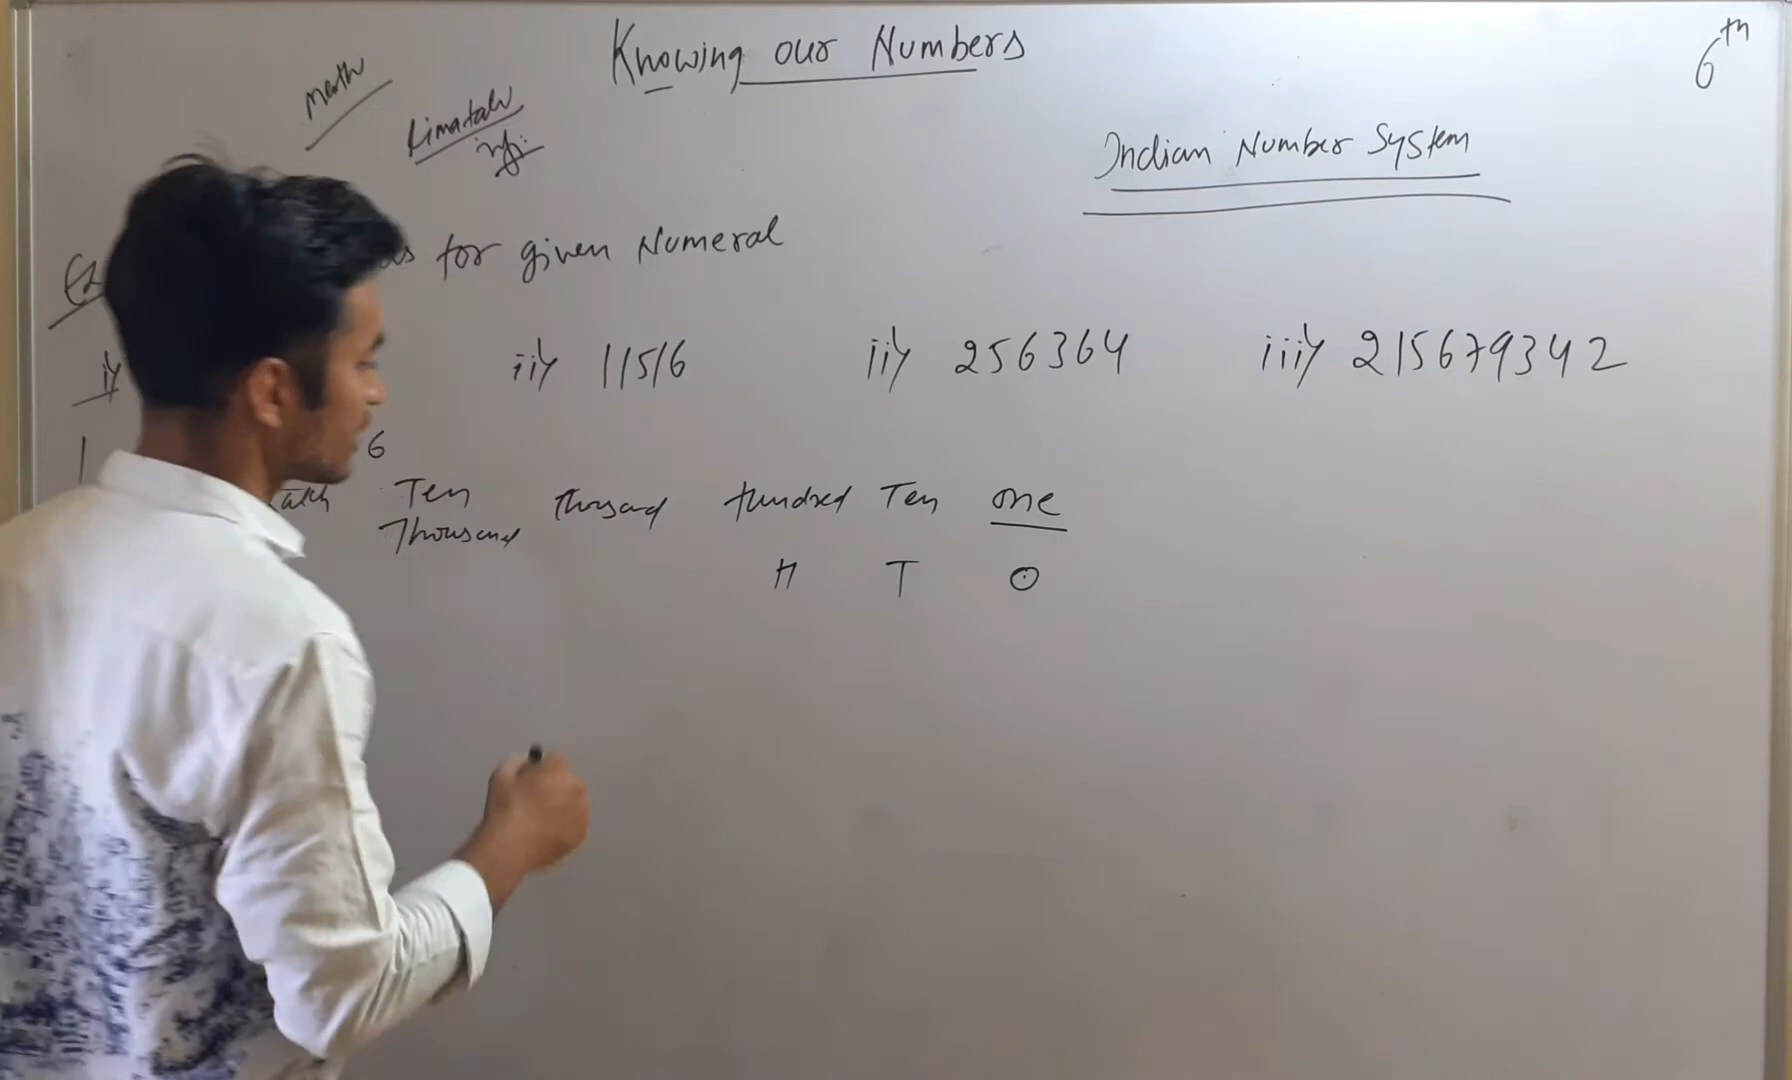 Knowing our Numbers
6th
math
Indian Number System
for given Numeral
i)
ii) 11516
ii) 256364
iii) 215679342
6
Ten Thousand
Thousand
Hundred
Ten
one
H T O